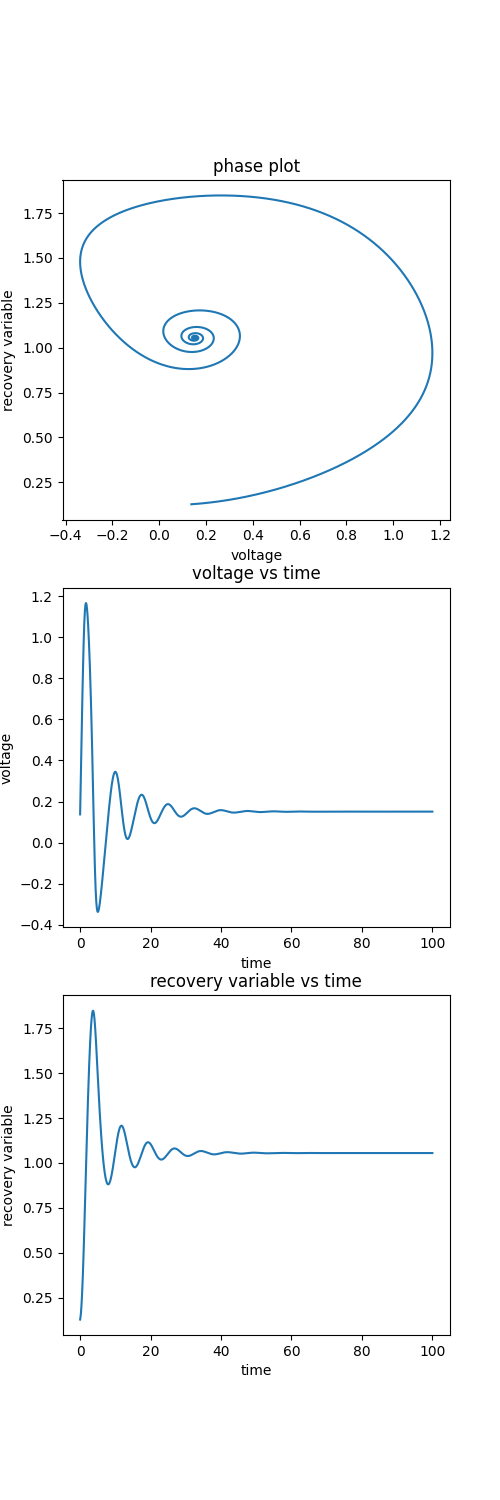 phase plot
1.75
1.50
1.25
1.00
0.75
0.50
0.25
recovery variable
−0.4 −0.2 0.0 0.2 0.4 0.6 0.8 1.0 1.2
voltage
voltage vs time
1.2
1.0
0.8
0.6
0.4
0.2
0.0
−0.2
−0.4
voltage
0 20 40 60 80 100
time
recovery variable vs time
1.75
1.50
1.25
1.00
0.75
0.50
0.25
recovery variable
0 20 40 60 80 100
time